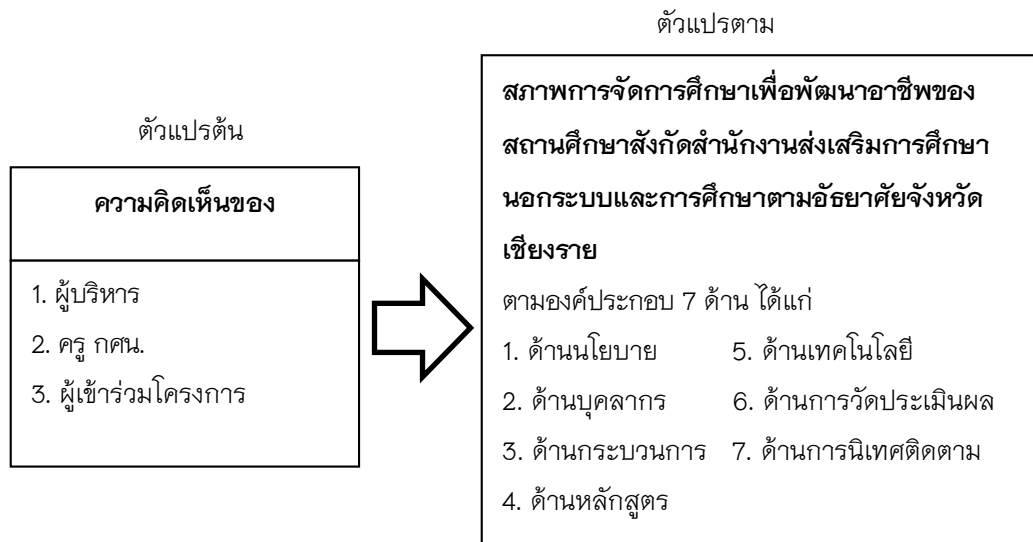 ตัวแปรต้น
ความคิดเห็นของ
1. ผู้บริหาร
2. ครู กศน.
3. ผู้เข้าร่วมโครงการ
ตัวแปรตาม
สภาพการจัดการศึกษาเพื่อพัฒนาอาชีพของ
สถานศึกษาสังกัดสำนักงานส่งเสริมการศึกษา
นอกระบบและการศึกษาตามอัธยาศัยจังหวัด
เชียงราย
ตามองค์ประกอบ 7 ด้าน ได้แก่
1. ด้านนโยบาย 5. ด้านเทคโนโลยี
2. ด้านบุคลากร 6. ด้านการวัดประเมินผล
3. ด้านกระบวนการ 7. ด้านการนิเทศติดตาม
4. ด้านหลักสูตร